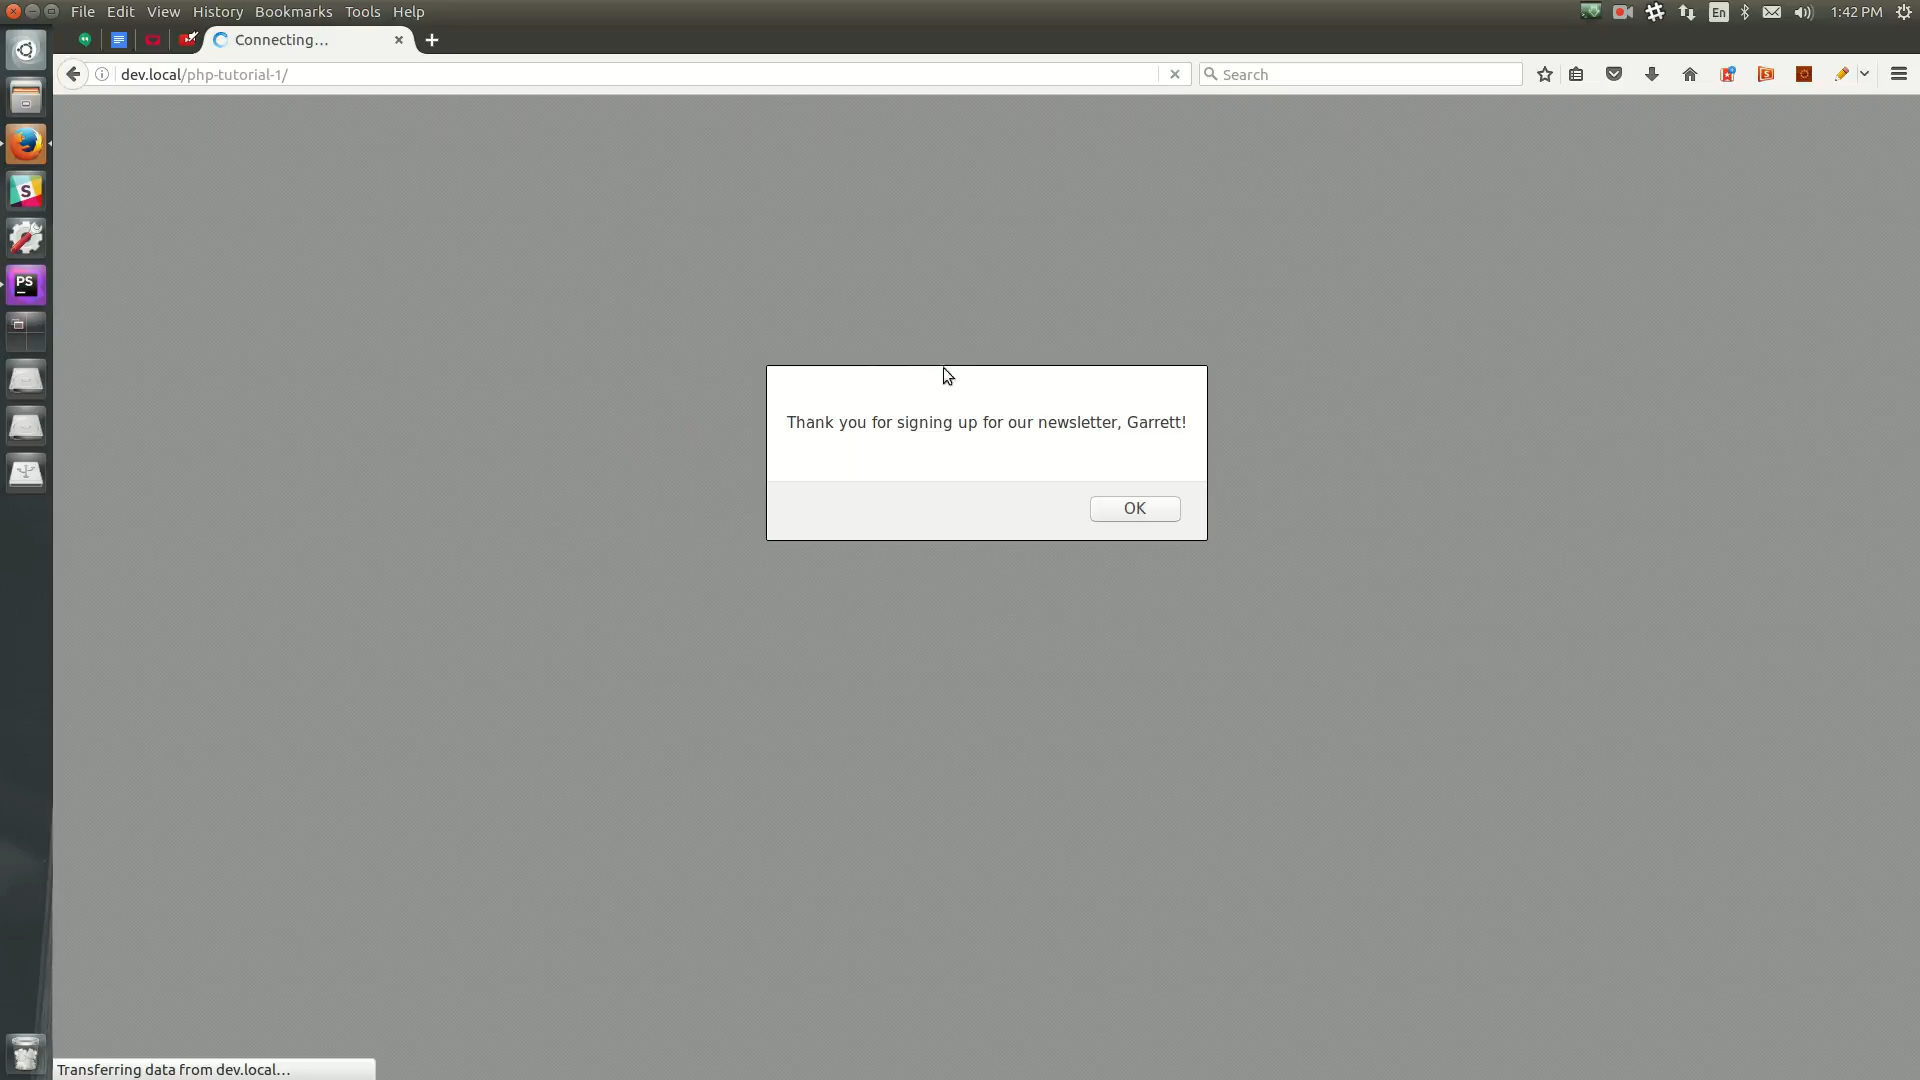 File Edit View History Bookmarks Tools Help
En
1:42 PM
Connecting...
dev.local/php-tutorial-1/
Search
S
S
PS
Thank you for signing up for our newsletter, Garrett!
OK
Transferring data from dev.local...